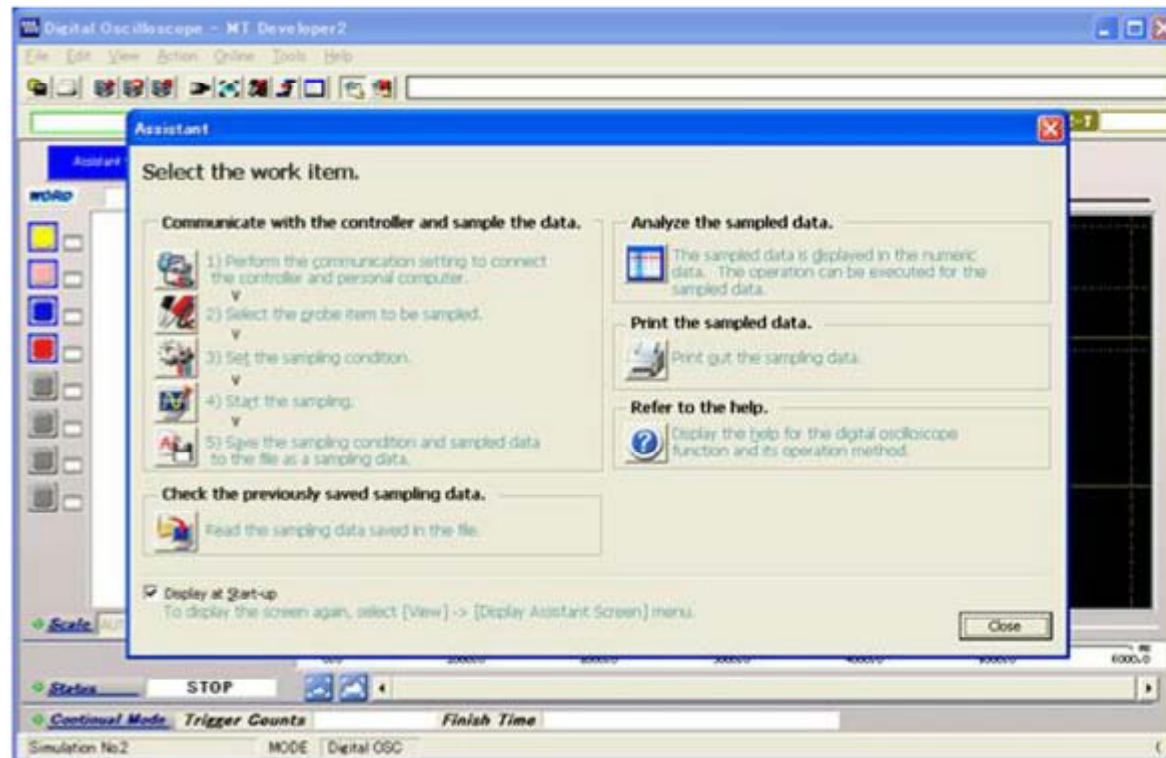 Digital Oscilloscope - MT Developer2
File Edit View Action Online Tools Help
Assistant
Assistant
Select the work item.
WORD
Communicate with the controller and sample the data.
1) Perform the communication setting to connect
the controller and personal computer.
2) Select the probe item to be sampled.
3) Set the sampling condition.
4) Start the sampling.
5) Save the sampling condition and sampled data
to the file as a sampling data.
Check the previously saved sampling data.
Read the sampling data saved in the file.
Analyze the sampled data.
The sampled data is displayed in the numeric
data. The operation can be executed for the
sampled data.
Print the sampled data.
Print out the sampling data.
Refer to the help.
Display the help for the digital oscilloscope
function and its operation method.
Display at Start-up
To display the screen again, select [View] -> [Display Assistant Screen] menu.
Close
Scale
6000.0
Status STOP
Continual Mode Trigger Counts Finish Time
Simulation No.2 MODE Digital OSC